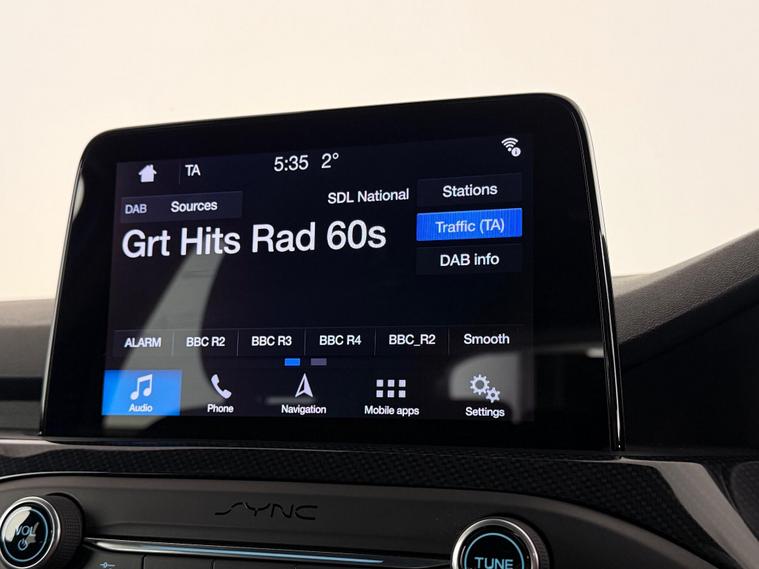 TA 5:35 2°
DAB Sources SDL National Stations
Grt Hits Rad 60s Traffic (TA)
DAB info
ALARM BBC R2 BBC R3 BBC R4 BBC_R2 Smooth
Audio Phone Navigation Mobile apps Settings
SYNC
VOL TUNE